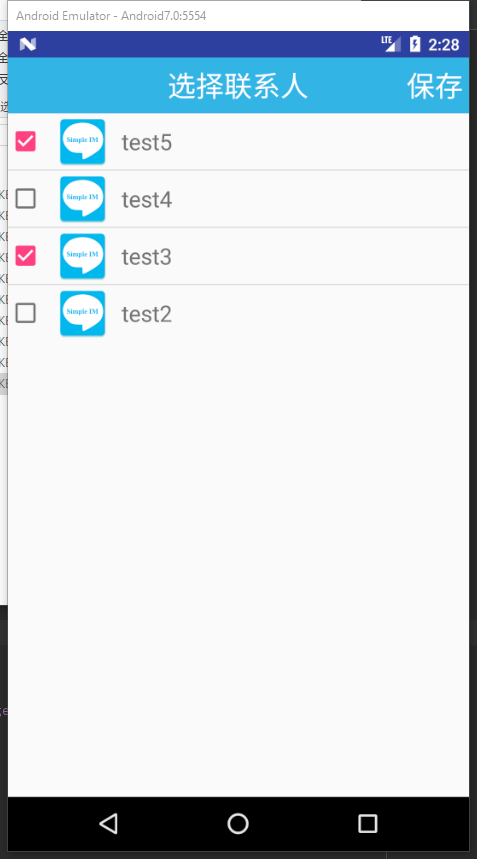 Android Emulator - Android7.0:5554
LTE 2:28
选择联系人 保存
Simple IM test5
Simple IM test4
Simple IM test3
Simple IM test2